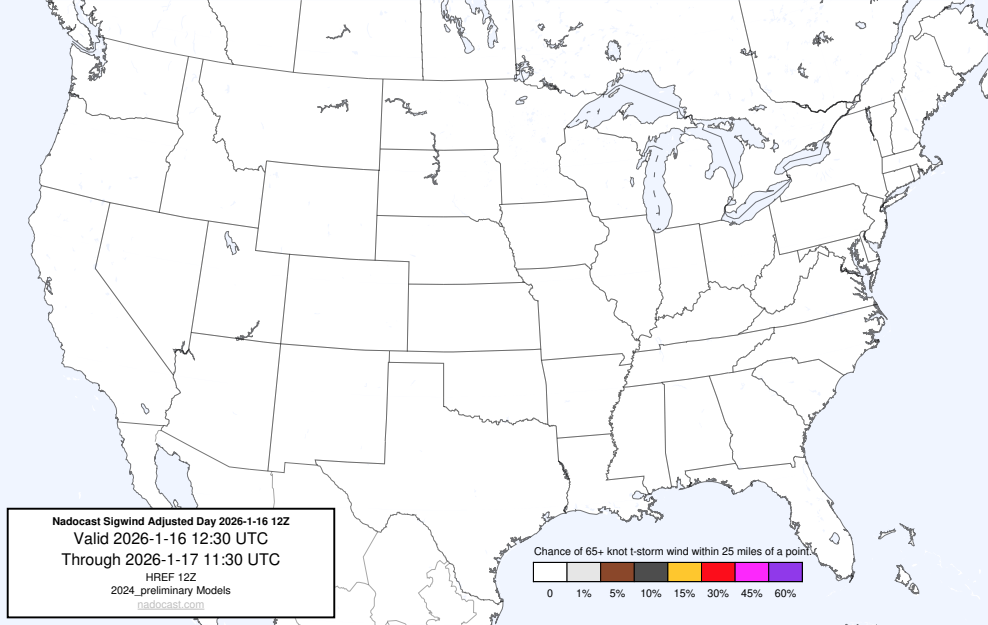 Nadocast Sigwind Adjusted Day 2026-1-16 12Z
Valid 2026-1-16 12:30 UTC
Through 2026-1-17 11:30 UTC
HREF 12Z
2024_preliminary Models
nadocast.com
Chance of 65+ knot t-storm wind within 25 miles of a point.
0 1% 5% 10% 15% 30% 45% 60%